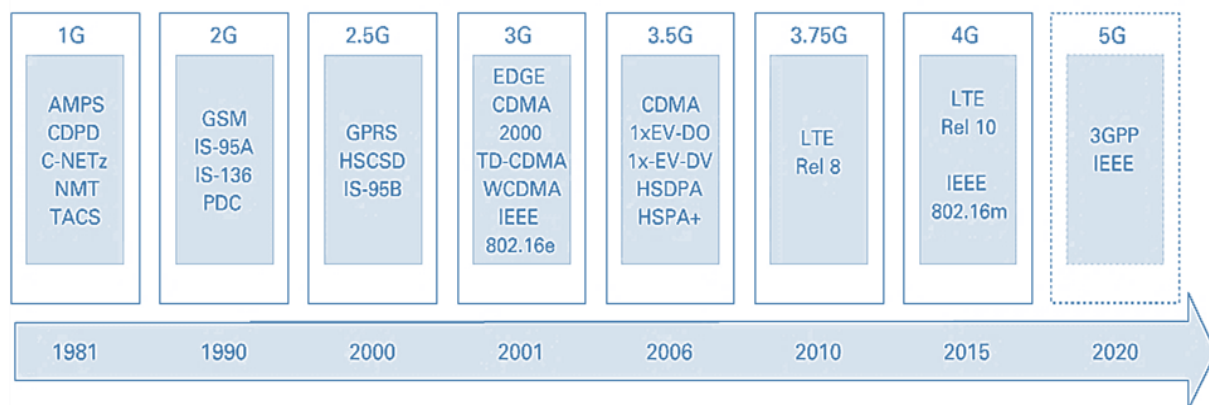 1G
AMPS
CDPD
C-NETz
NMT
TACS
2G
GSM
IS-95A
IS-136
PDC
2.5G
GPRS
HSCSD
IS-95B
3G
EDGE
CDMA
2000
TD-CDMA
WCDMA
IEEE
802.16e
3.5G
CDMA
1xEV-DO
1x-EV-DV
HSDPA
HSPA+
3.75G
LTE
Rel 8
4G
LTE
Rel 10
IEEE
802.16m
5G
3GPP
IEEE
1981
1990
2000
2001
2006
2010
2015
2020